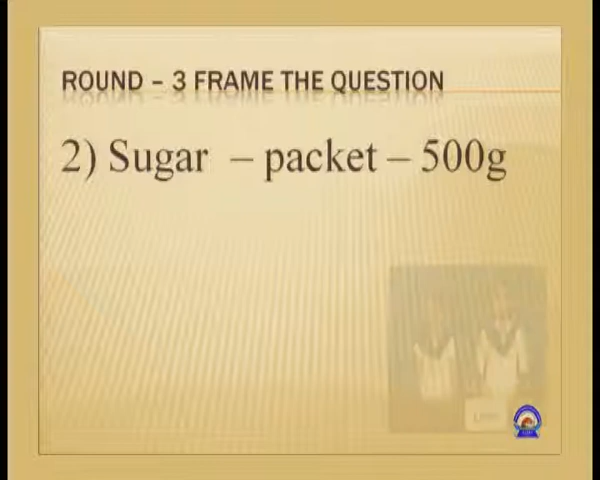 ROUND – 3 FRAME THE QUESTION
2) Sugar – packet – 500g